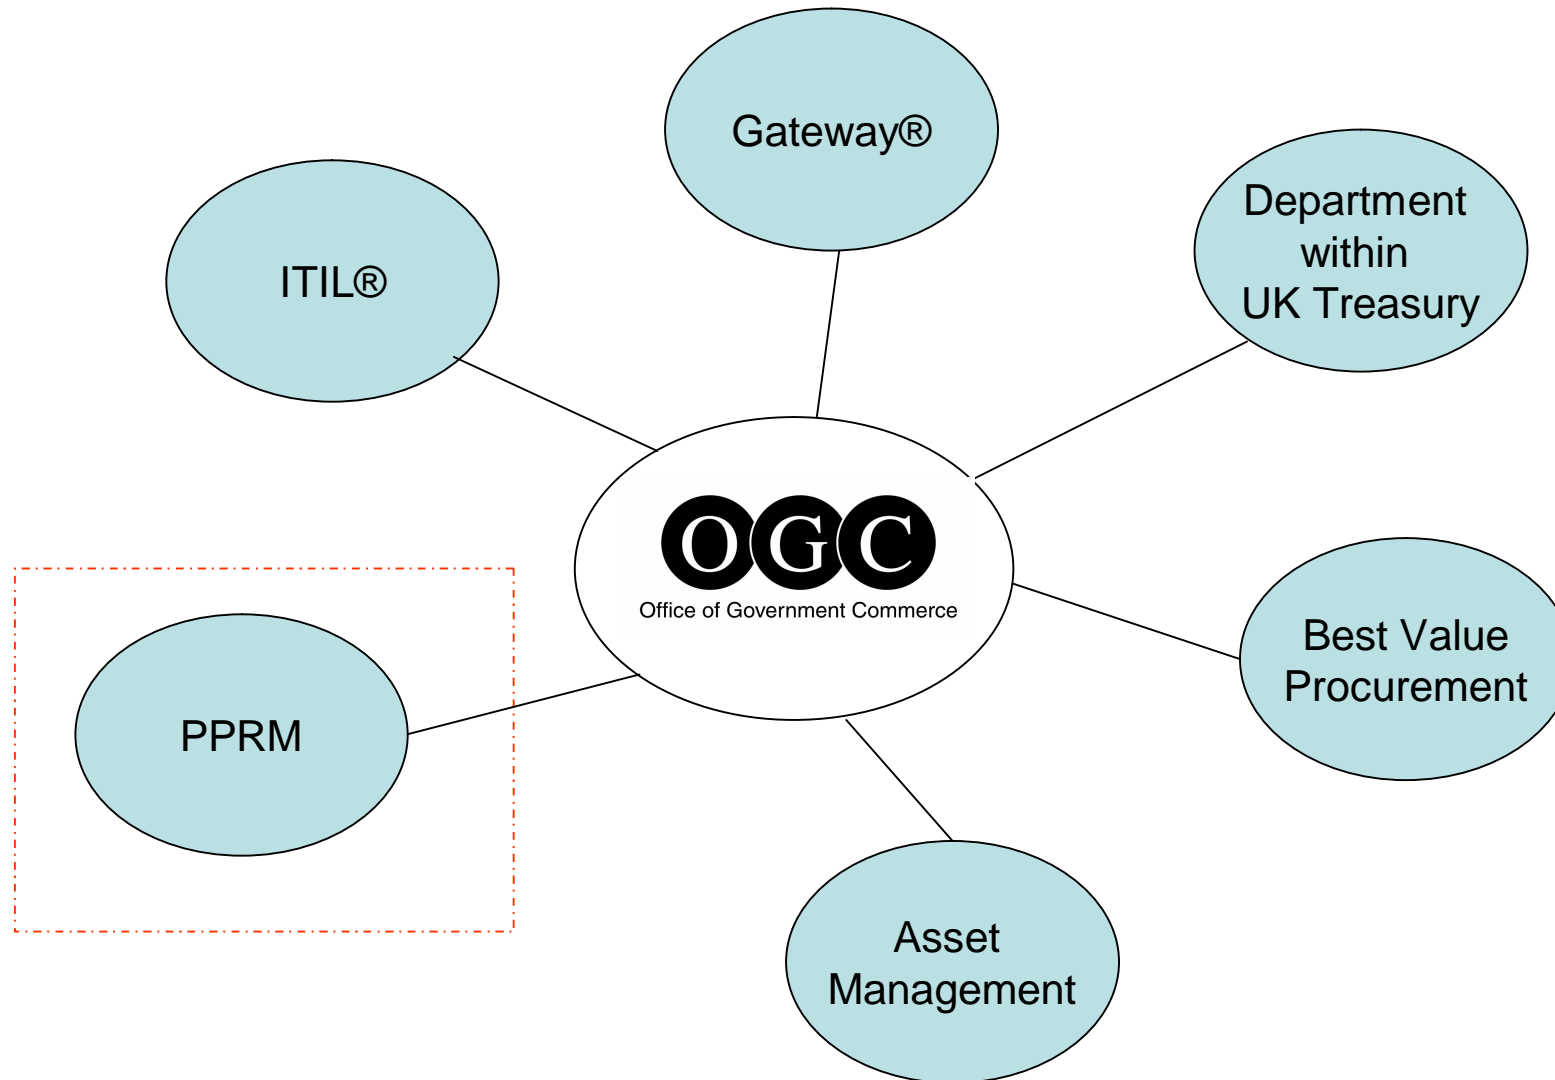 Gateway®
Department
within
UK Treasury
ITIL®
OGC
Office of Government Commerce
Best Value
Procurement
PPRM
Asset
Management